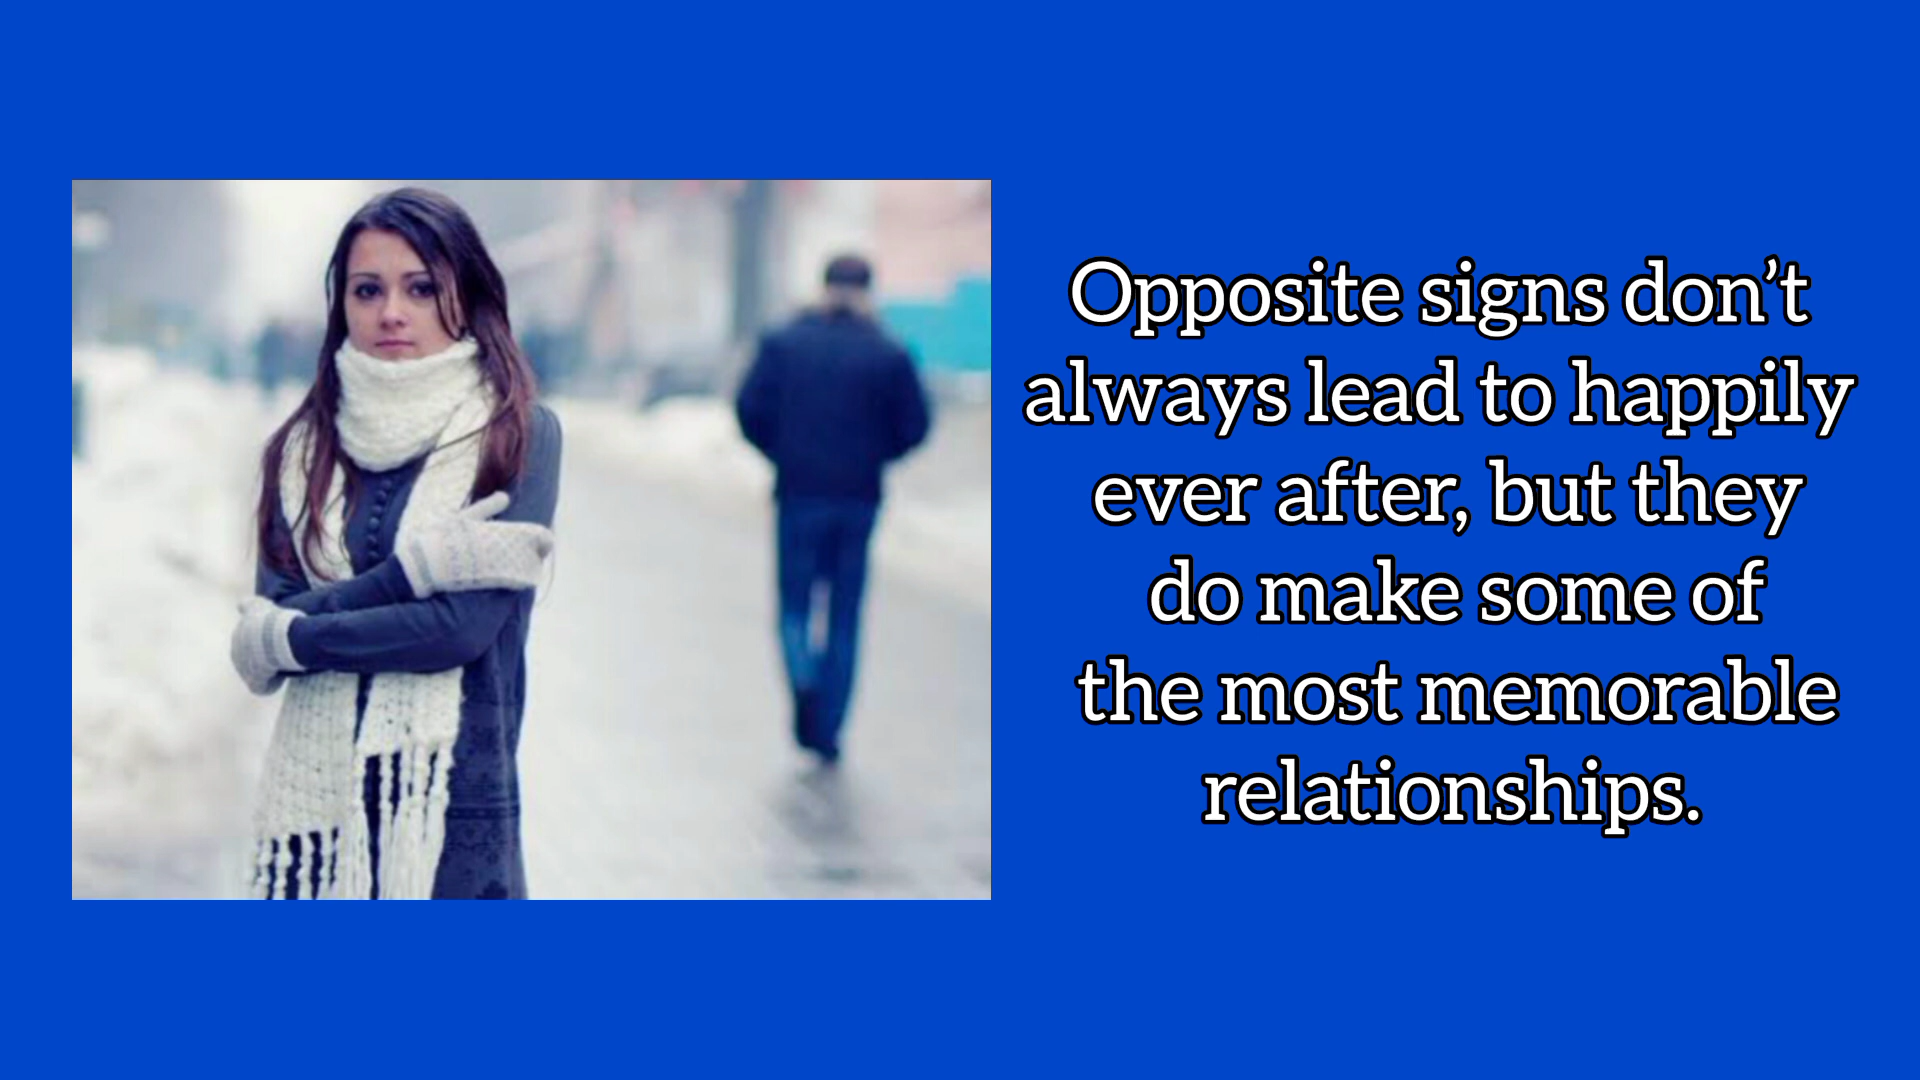 Opposite signs don’t
always lead to happily
ever after, but they
do make some of
the most memorable
relationships.